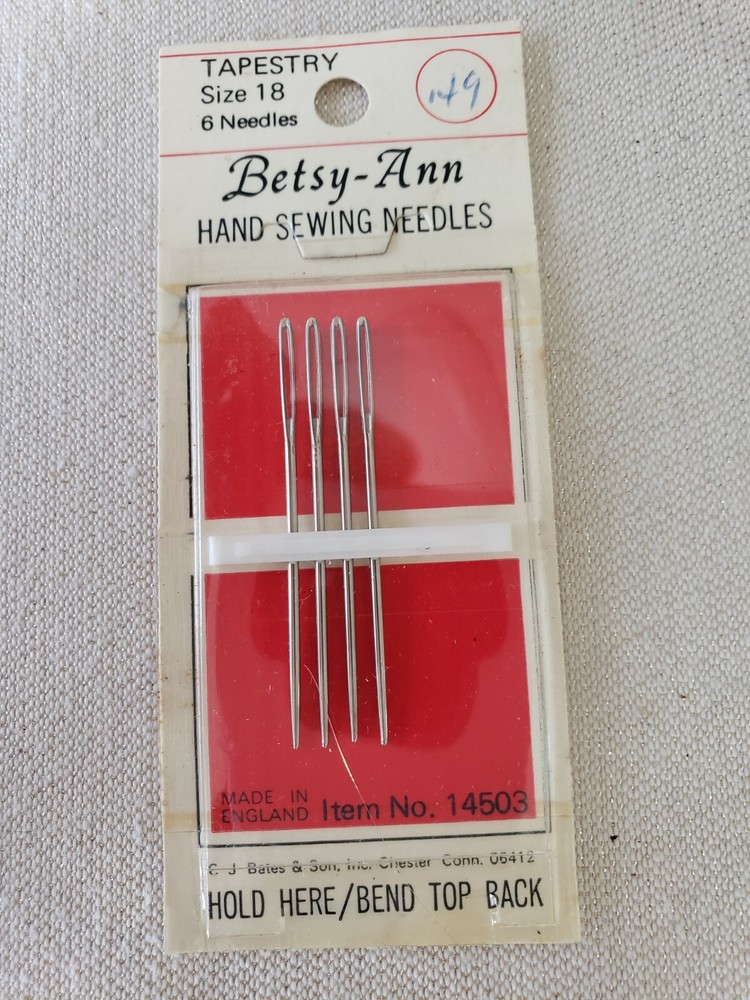 TAPESTRY
Size 18
6 Needles
49
Betsy-Ann
HAND SEWING NEEDLES
MADE IN
ENGLAND
Item No. 14503
C J Bates & Son, Inc. Chester Conn. 06412
HOLD HERE/BEND TOP BACK